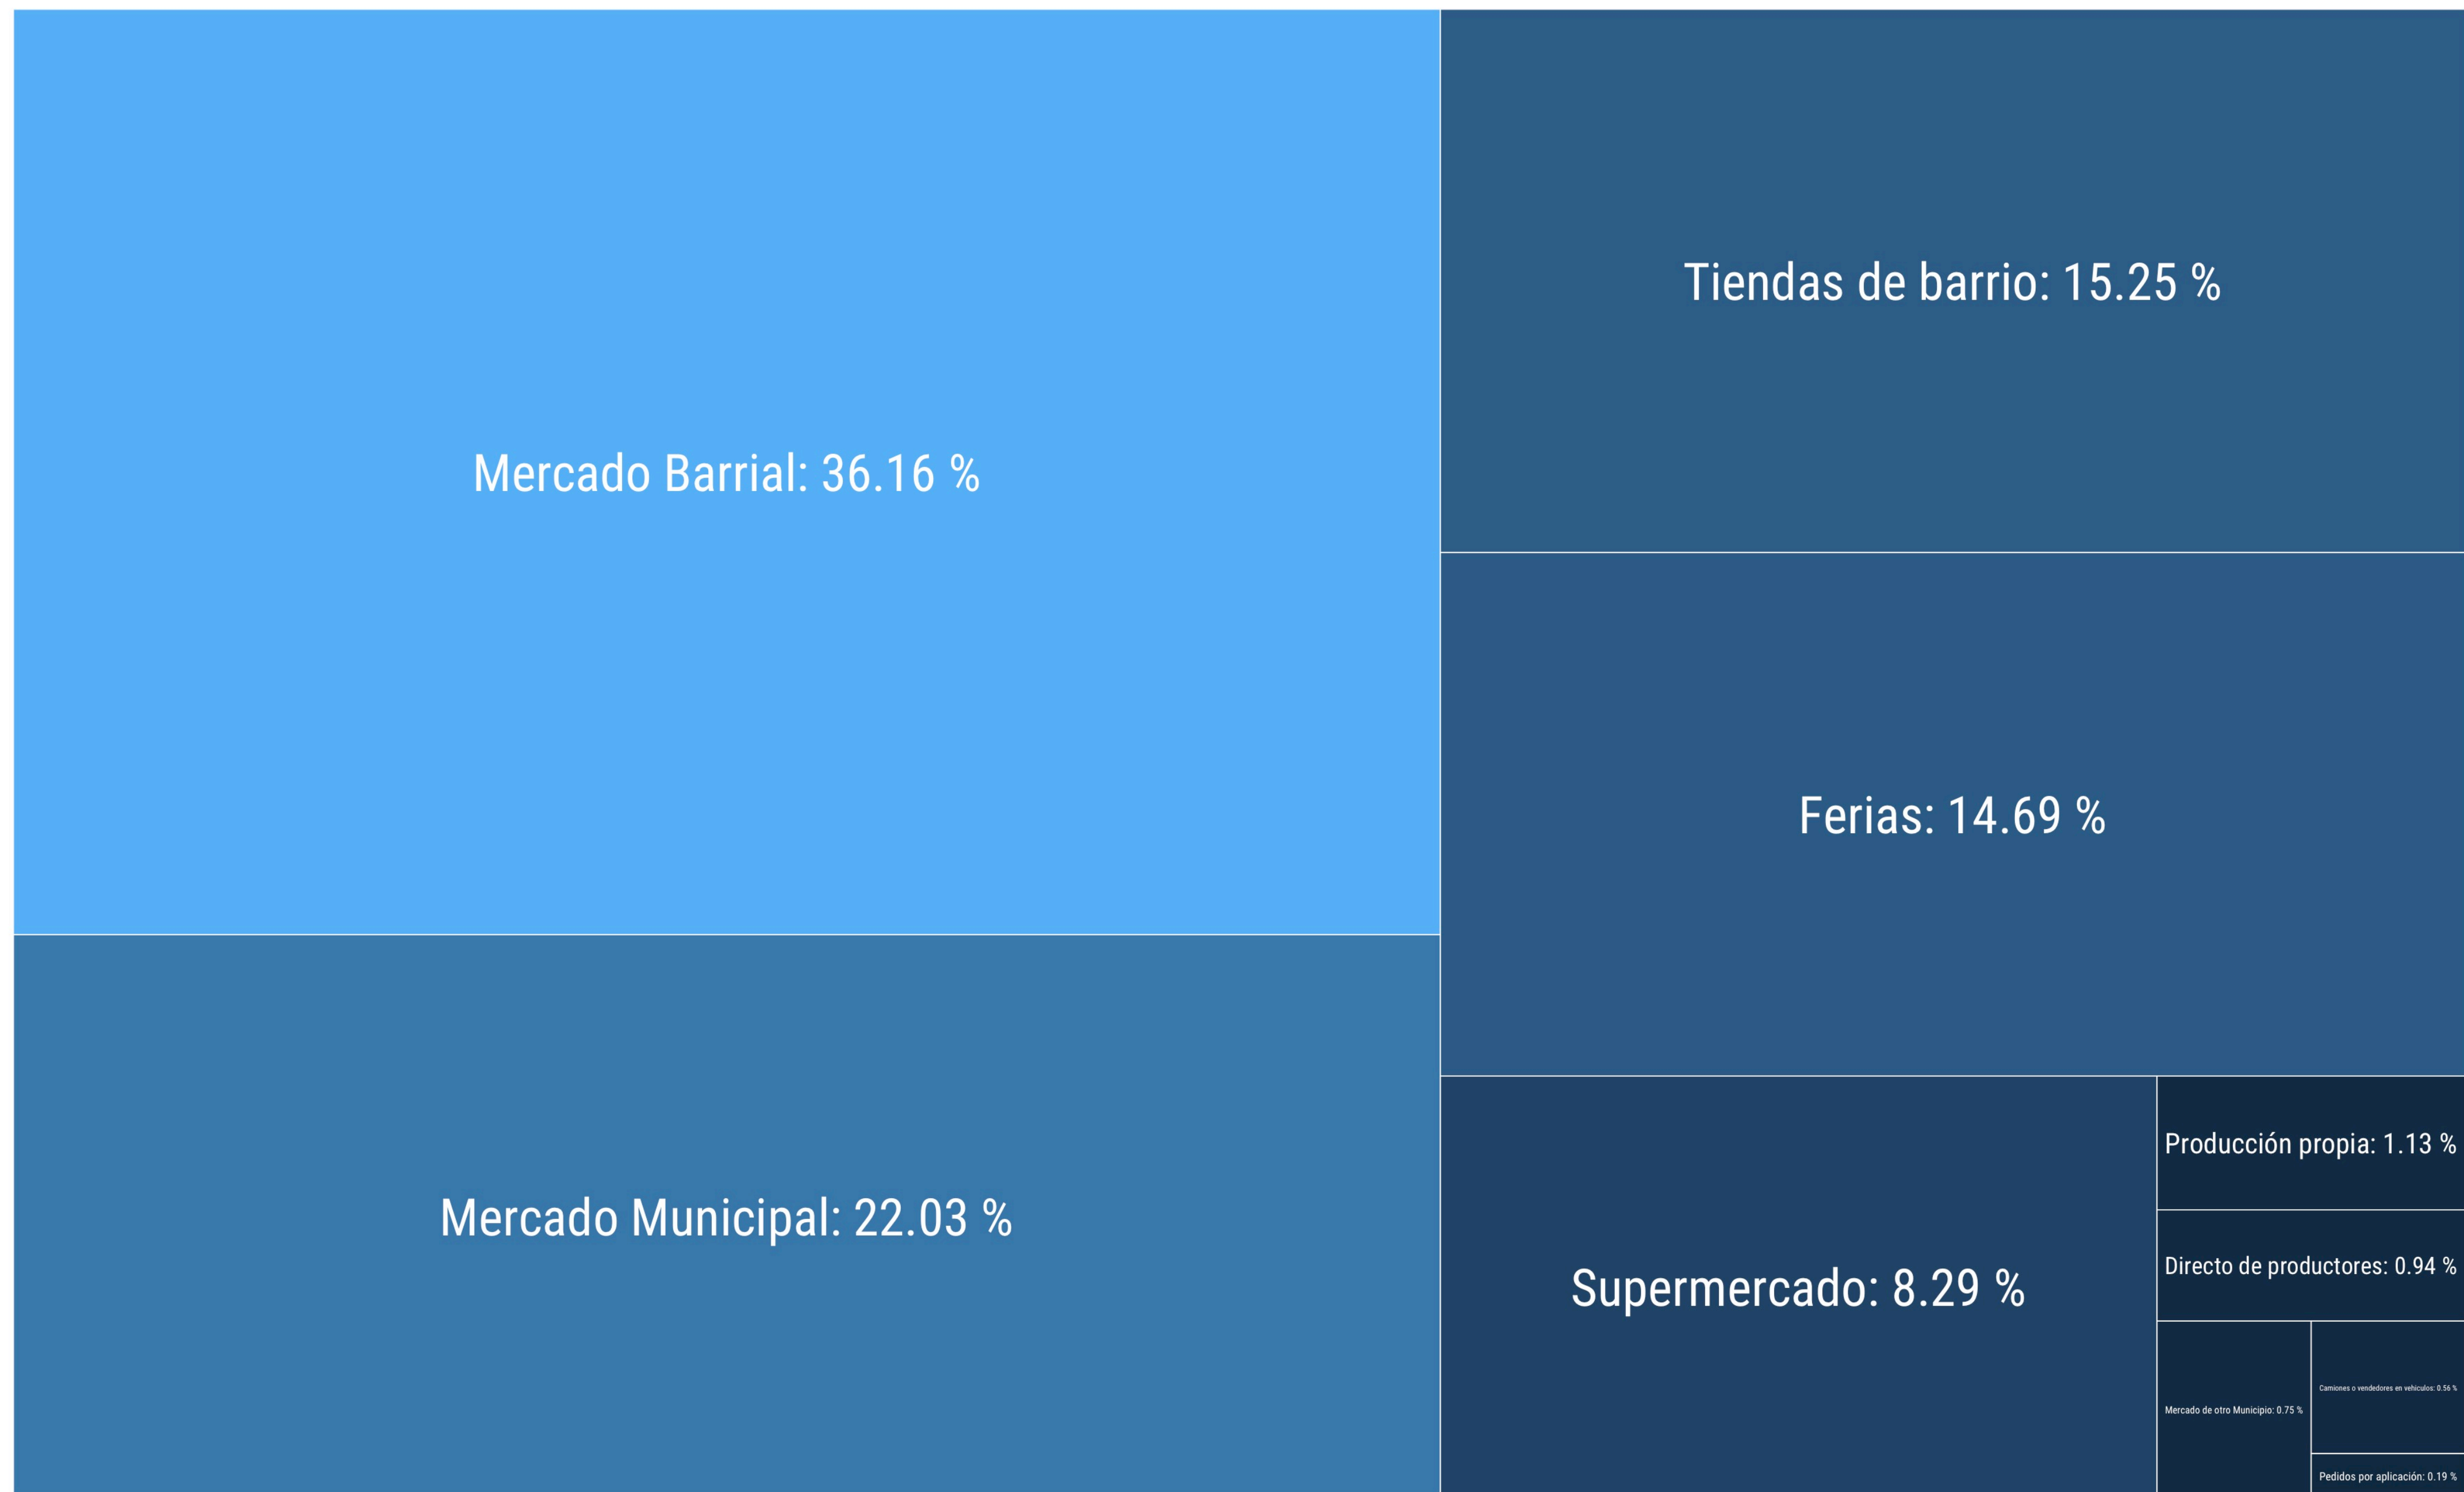 Mercado Barrial: 36.16 %
Mercado Municipal: 22.03 %
Tiendas de barrio: 15.25 %
Ferias: 14.69 %
Supermercado: 8.29 %
Producción propia: 1.13 %
Directo de productores: 0.94 %
Mercado de otro Municipio: 0.75 %
Camiones o vendedores en vehiculos: 0.56 %
Pedidos por aplicación: 0.19 %